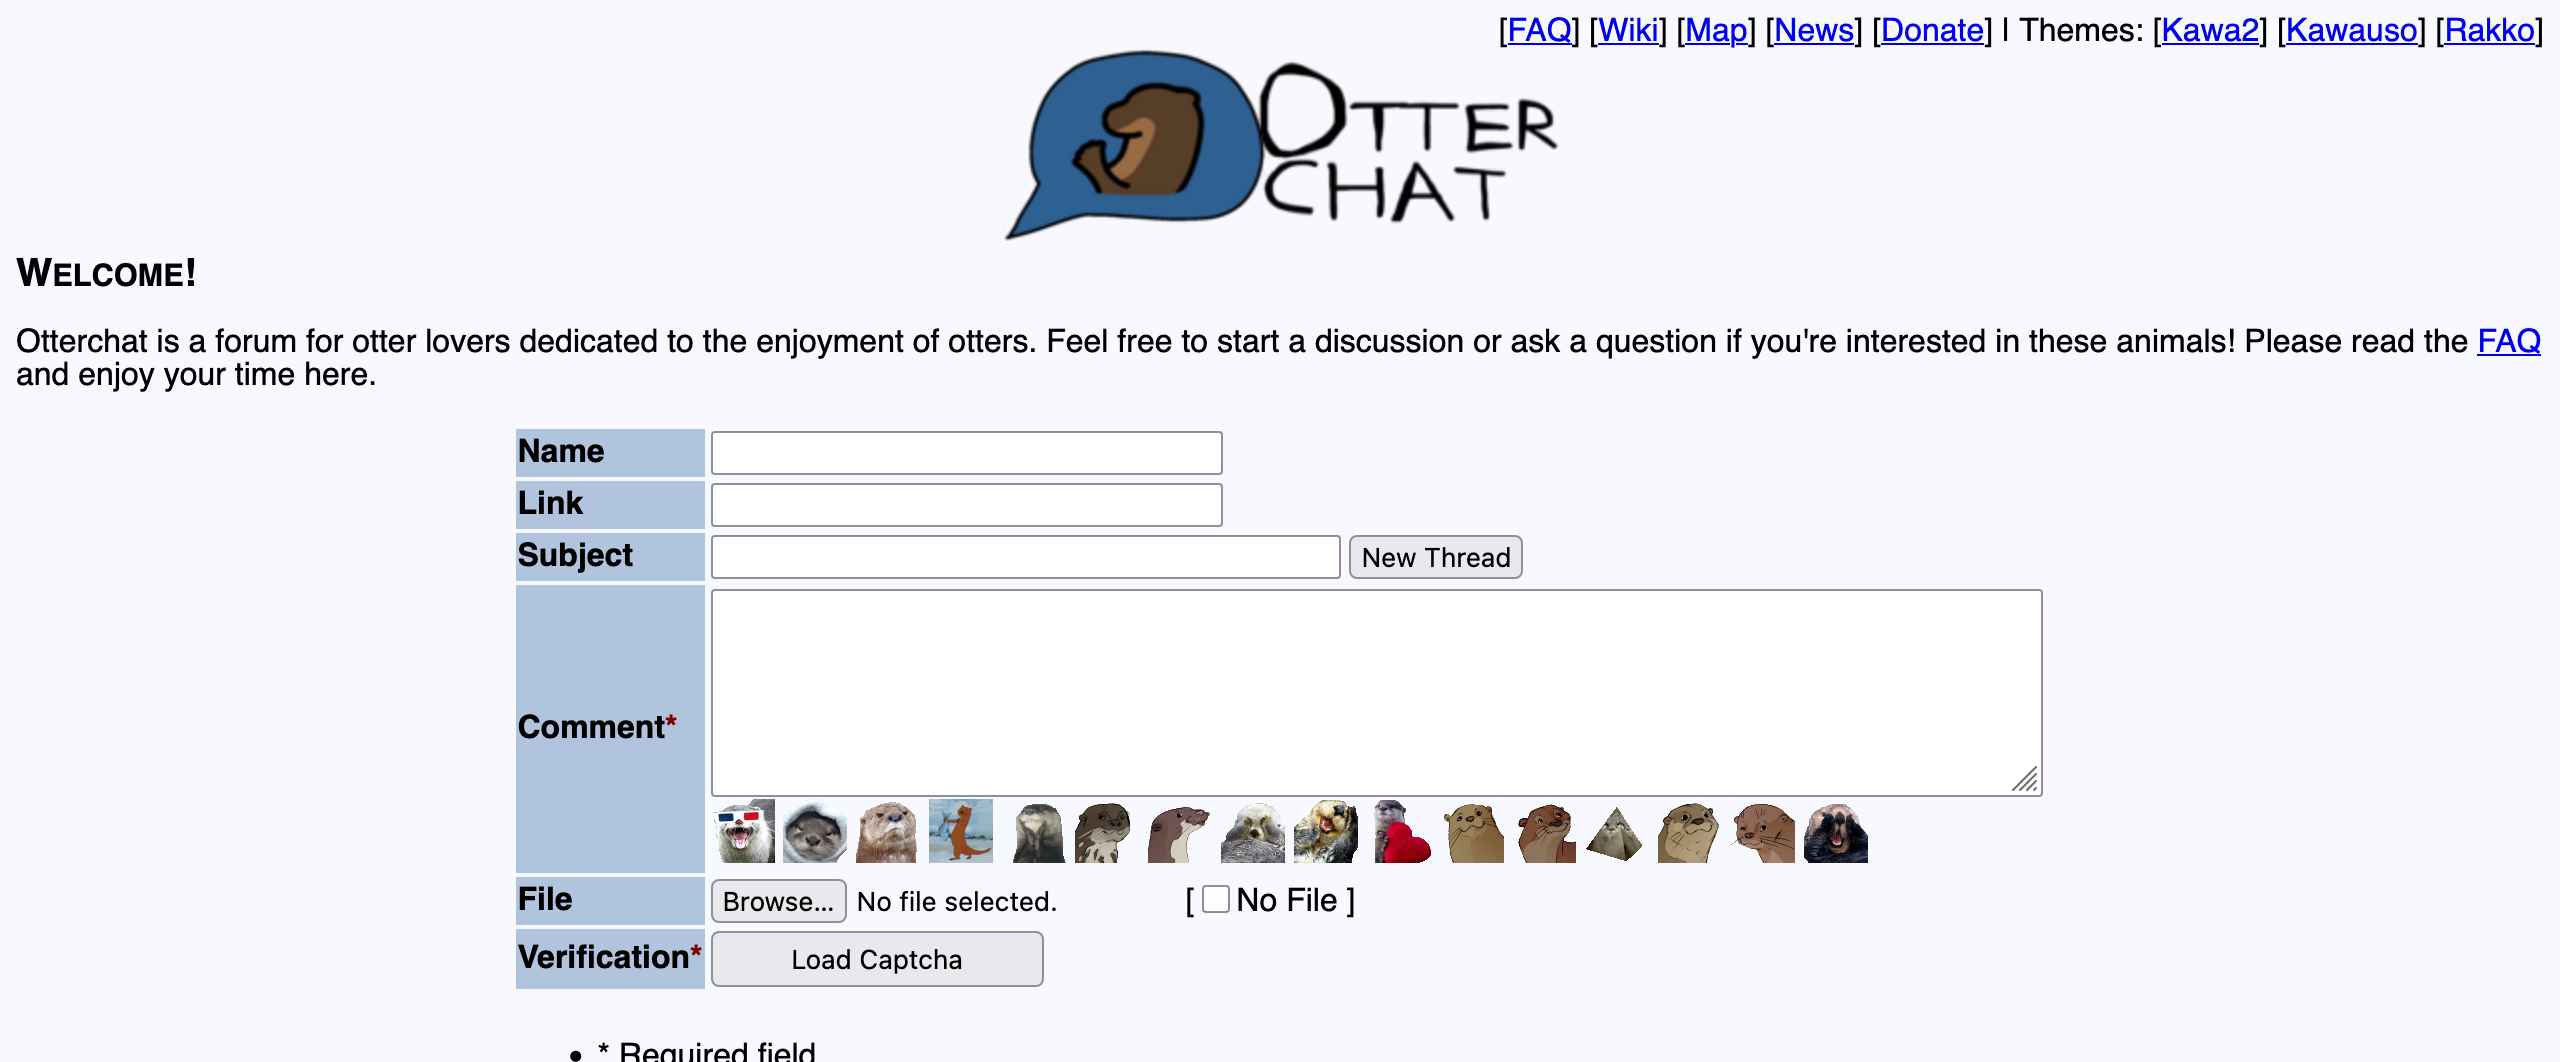 [FAQ] [Wiki] [Map] [News] [Donate] | Themes: [Kawa2] [Kawauso] [Rakko]
OTTER
CHAT
WELCOME!
Otterchat is a forum for otter lovers dedicated to the enjoyment of otters. Feel free to start a discussion or ask a question if you're interested in these animals! Please read the FAQ
and enjoy your time here.
Name
Link
Subject New Thread
Comment*
File Browse... No file selected. [ No File ]
Verification* Load Captcha
• * Required field